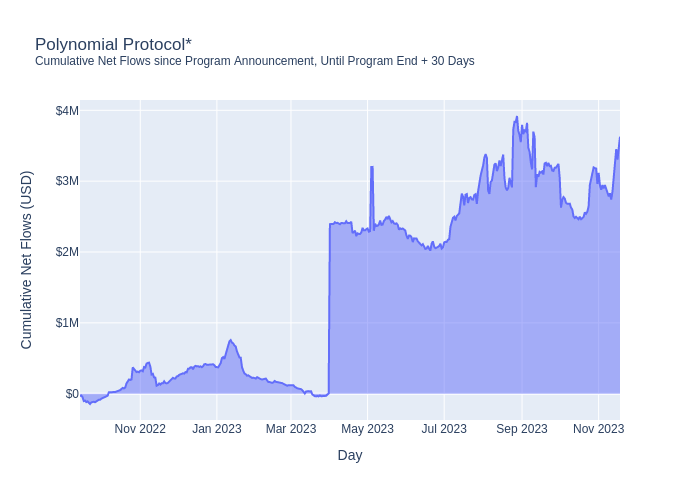 Polynomial Protocol*
Cumulative Net Flows since Program Announcement, Until Program End + 30 Days
Cumulative Net Flows (USD)
$4M
$3M
$2M
$1M
$0
Nov 2022 Jan 2023 Mar 2023 May 2023 Jul 2023 Sep 2023 Nov 2023
Day